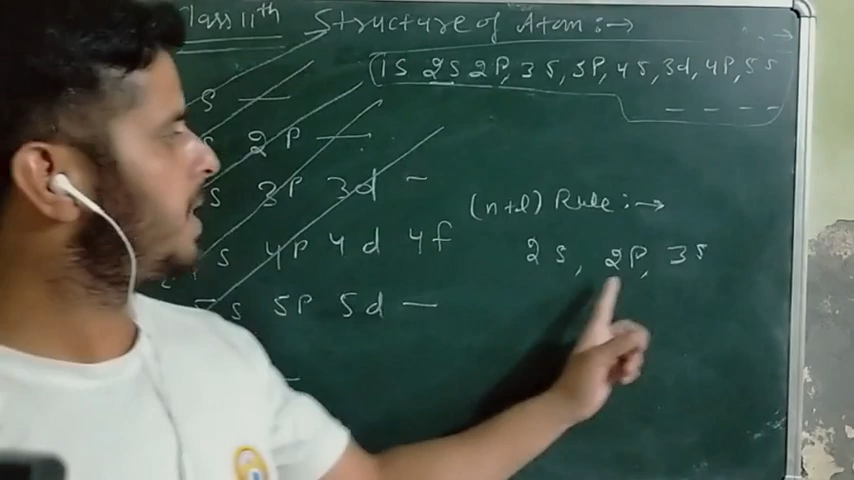 Class 11th Structure of Atom :→
1S 2S 2P, 3S, 3P, 4S, 3d, 4P, 5S
S —
S 2P —
S 3P 3d —
4S 4P 4d 4f
5S 5P 5d —
(n+l) Rule :→
2S, 2P, 3S